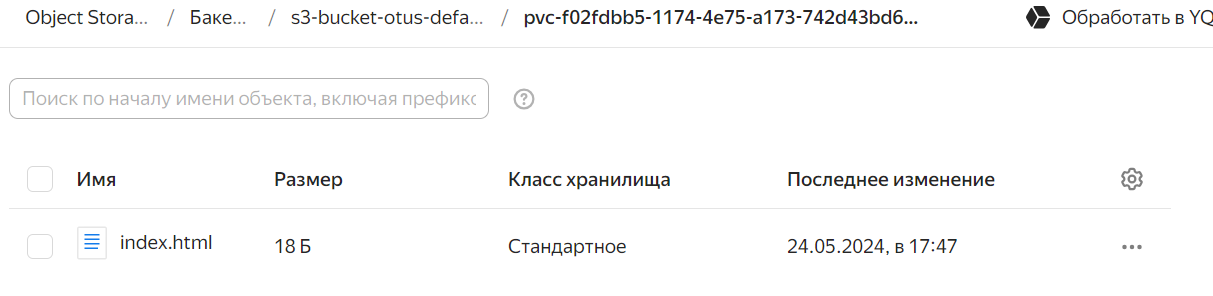 Object Stora... / Баке... / s3-bucket-otus-defa... / pvc-f02fdbb5-1174-4e75-a173-742d43bd6... Обработать в YQ
Поиск по началу имени объекта, включая префикс
Имя Размер Класс хранилища Последнее изменение
index.html 18 Б Стандартное 24.05.2024, в 17:47